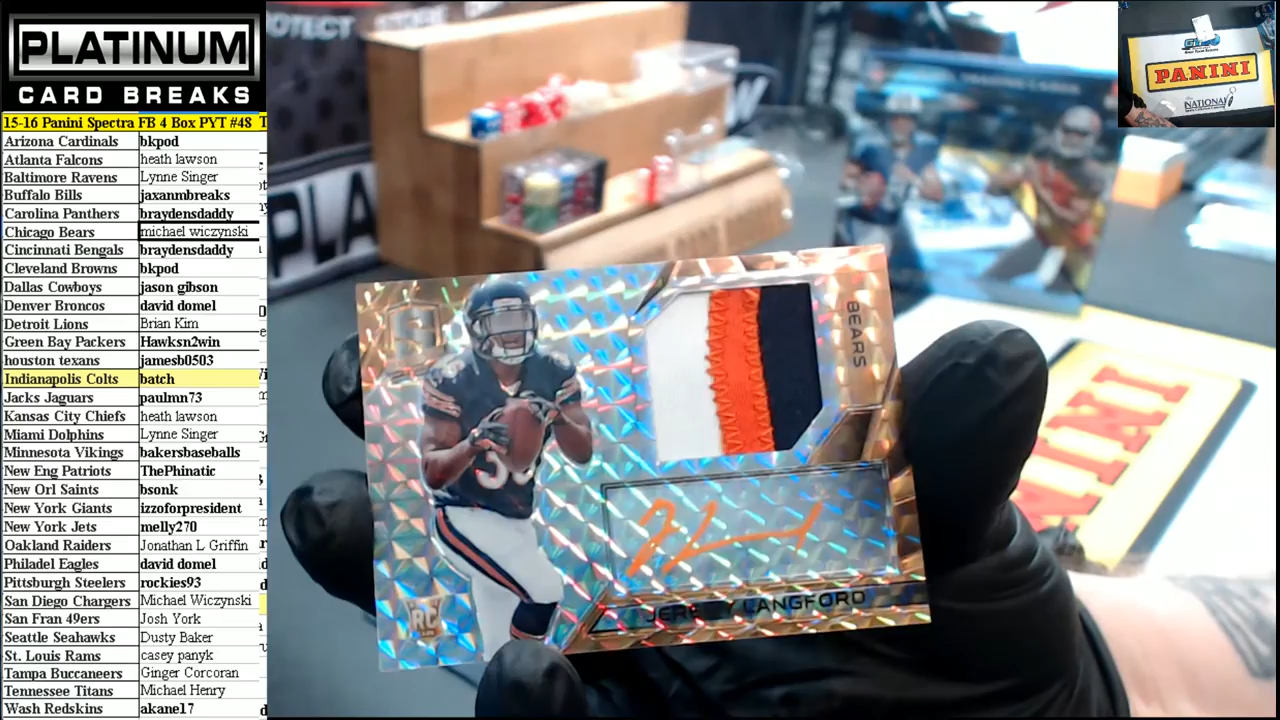 PLATINUM
CARD BREAKS
15-16 Panini Spectra FB 4 Box PYT #48
Arizona Cardinals bkpod
Atlanta Falcons heath lawson
Baltimore Ravens Lynne Singer
Buffalo Bills jaxanmbreaks
Carolina Panthers braydensdaddy
Chicago Bears michael wiczynski
Cincinnati Bengals braydensdaddy
Cleveland Browns bkpod
Dallas Cowboys jason gibson
Denver Broncos david domel
Detroit Lions Brian Kim
Green Bay Packers Hawksn2win
houston texans jamesb0503
Indianapolis Colts batch
Jacks Jaguars paulmn73
Kansas City Chiefs heath lawson
Miami Dolphins Lynne Singer
Minnesota Vikings bakersbaseballs
New Eng Patriots ThePhinatic
New Orl Saints bsonk
New York Giants izzoforpresident
New York Jets melly270
Oakland Raiders Jonathan L Griffin
Philadel Eagles david domel
Pittsburgh Steelers rockies93
San Diego Chargers Michael Wiczynski
San Fran 49ers Josh York
Seattle Seahawks Dusty Baker
St. Louis Rams casey panyk
Tampa Buccaneers Ginger Corcoran
Tennessee Titans Michael Henry
Wash Redskins akane17
BEARS
RC
JEREMY LANGFORD
PANINI
NATIONAL